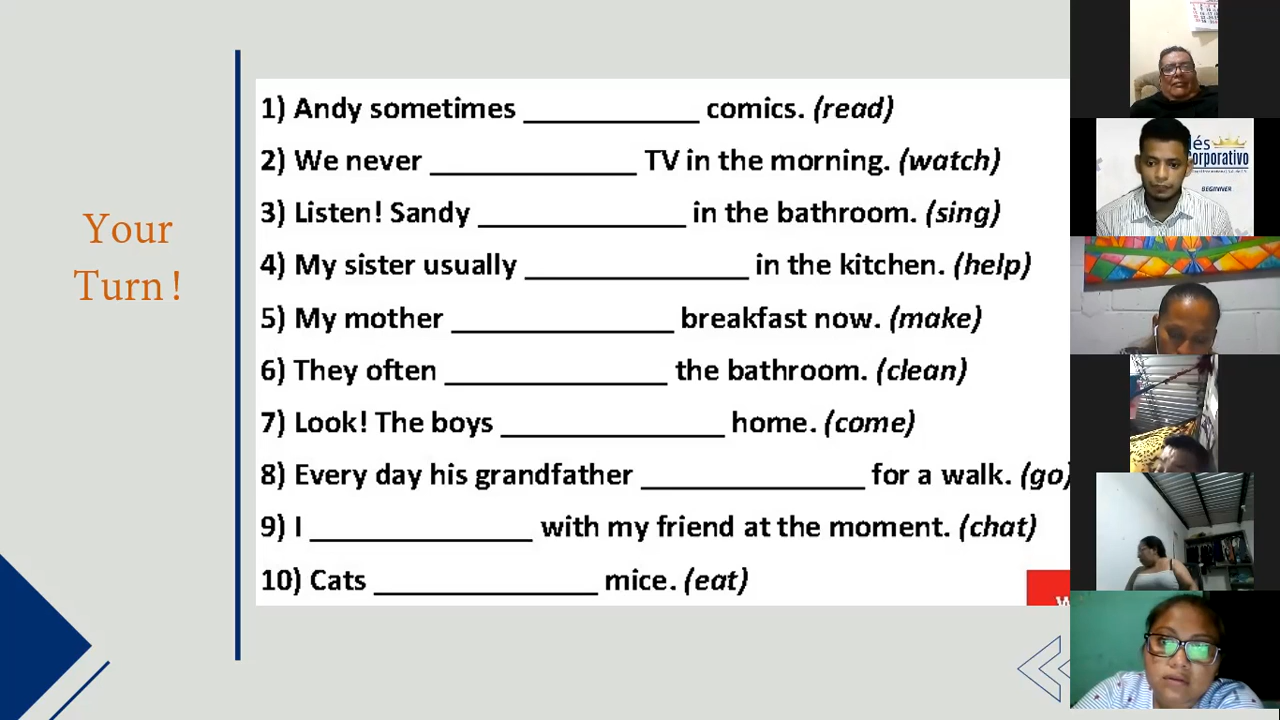 Your
Turn!
1) Andy sometimes ____________ comics. (read)
2) We never ______________ TV in the morning. (watch)
3) Listen! Sandy ______________ in the bathroom. (sing)
4) My sister usually _______________ in the kitchen. (help)
5) My mother _______________ breakfast now. (make)
6) They often _______________ the bathroom. (clean)
7) Look! The boys _______________ home. (come)
8) Every day his grandfather _______________ for a walk. (go)
9) I _______________ with my friend at the moment. (chat)
10) Cats _______________ mice. (eat)
lés
Corporativo
BEGINNER